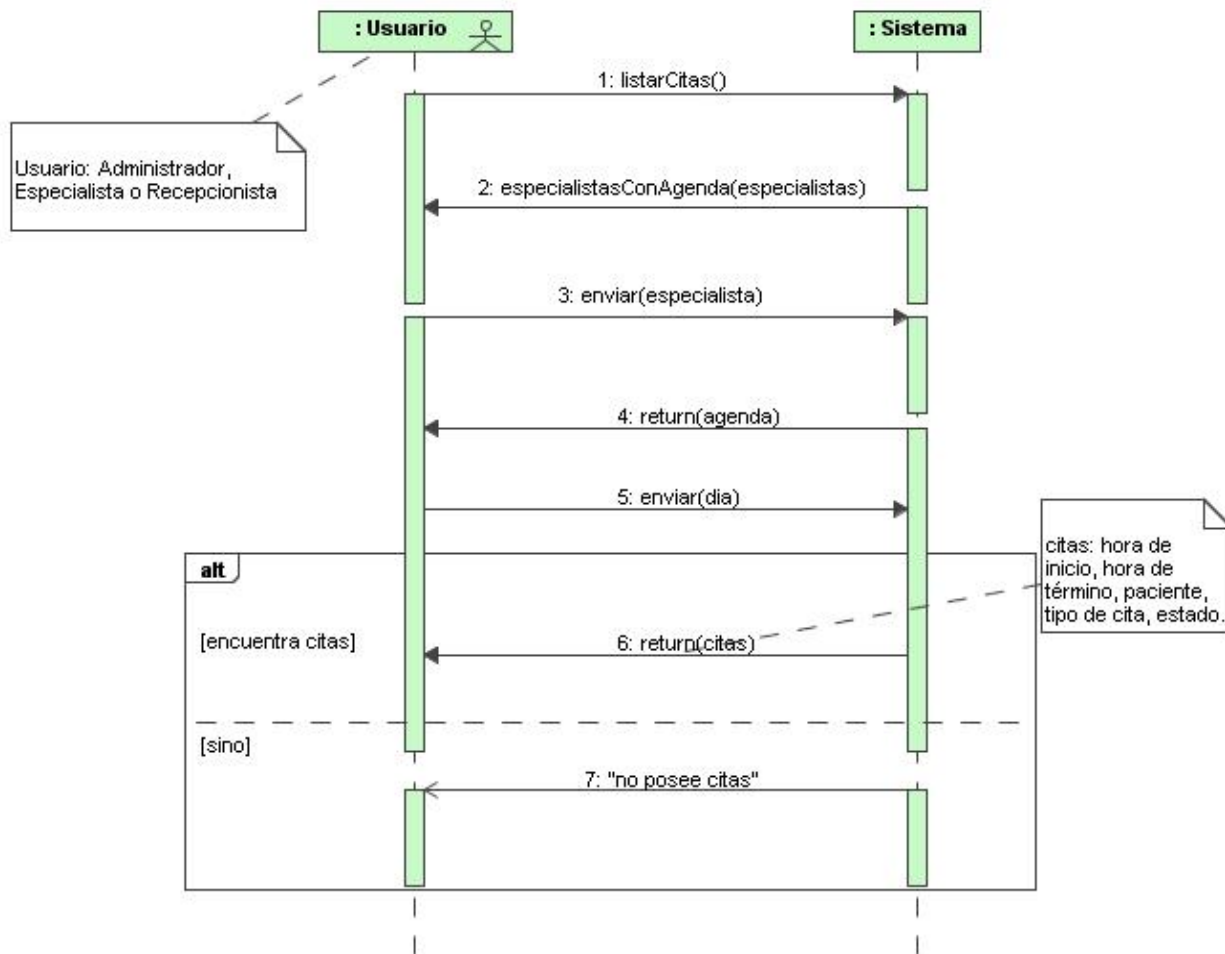 : Usuario
: Sistema
1: listarCitas()
Usuario: Administrador,
Especialista o Recepcionista
2: especialistasConAgenda(especialistas)
3: enviar(especialista)
4: return(agenda)
5: enviar(dia)
citas: hora de
inicio, hora de
término, paciente,
tipo de cita, estado.
alt
[encuentra citas]
6: return(citas)
[sino]
7: "no posee citas"